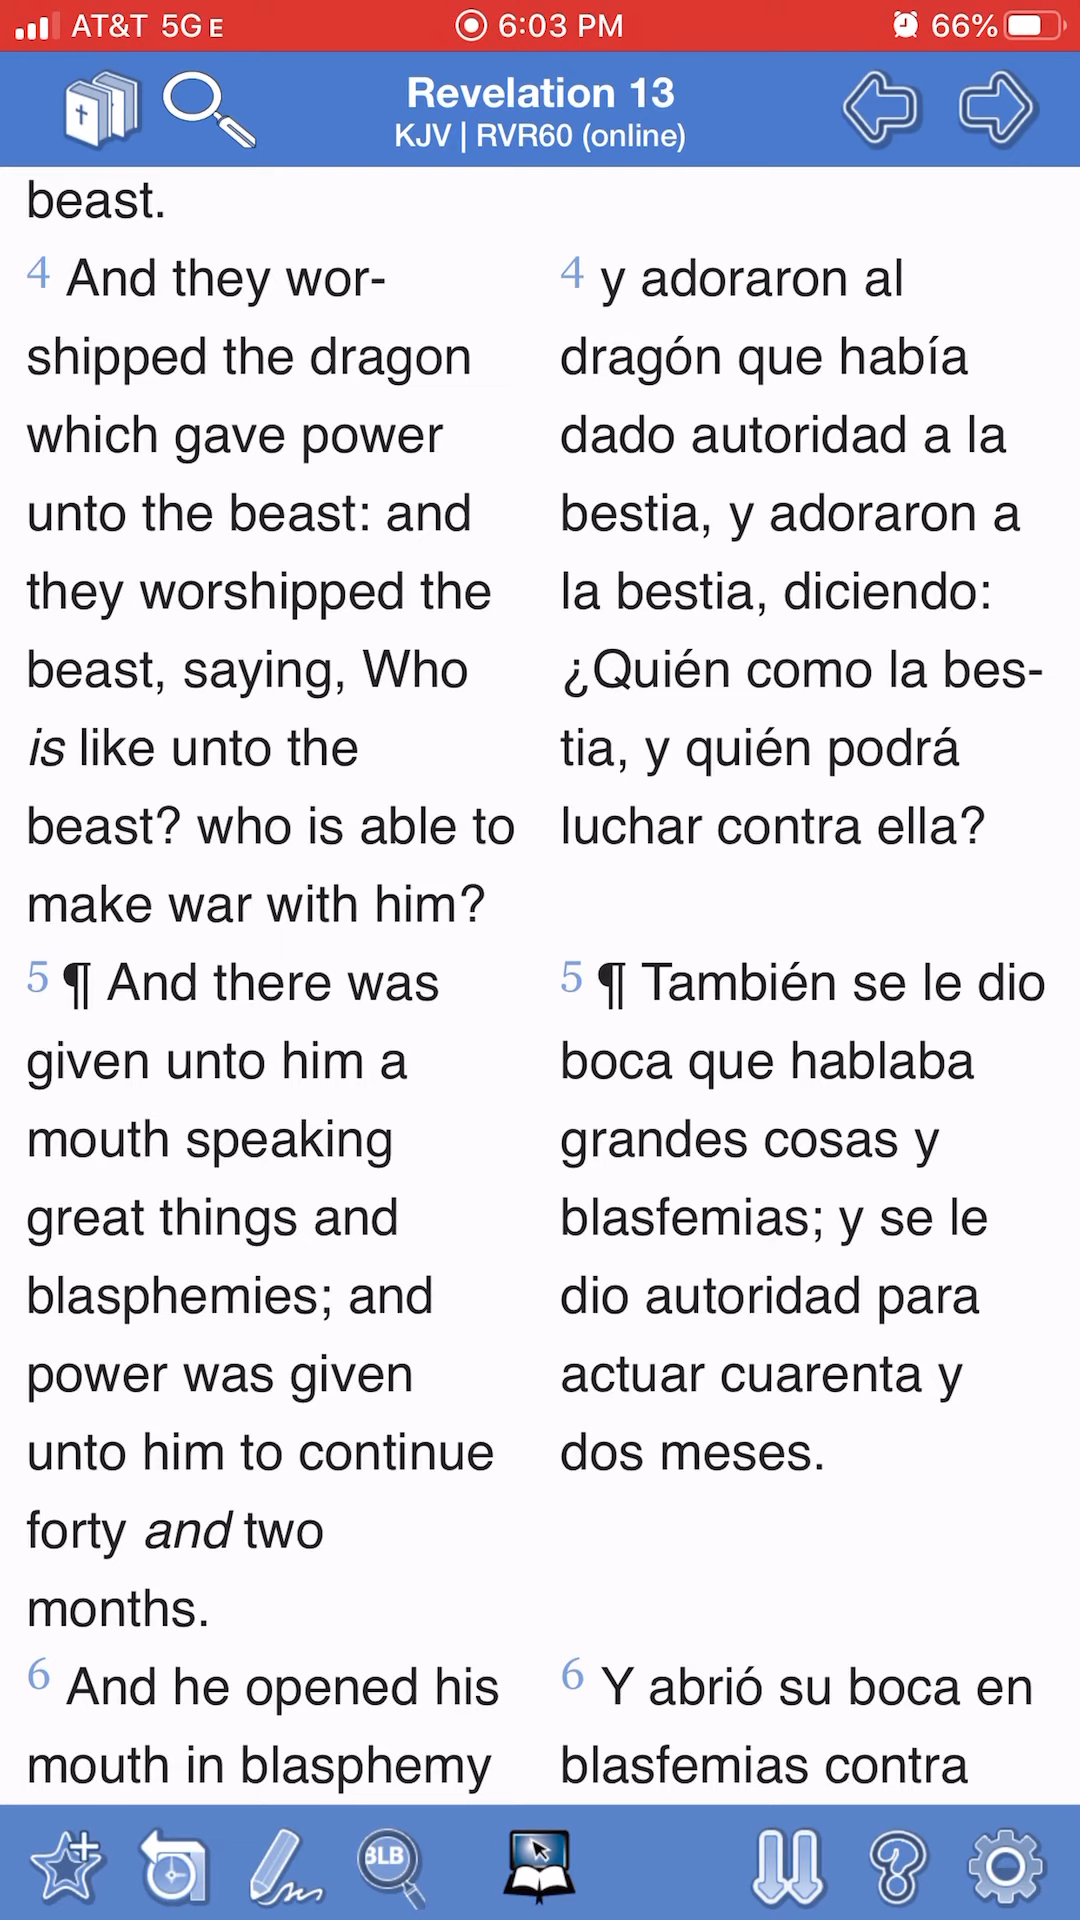 AT&T 5GE 6:03 PM 66%
Revelation 13
KJV | RVR60 (online)
beast.
4 And they wor-
shipped the dragon
which gave power
unto the beast: and
they worshipped the
beast, saying, Who
is like unto the
beast? who is able to
make war with him?
5 ¶ And there was
given unto him a
mouth speaking
great things and
blasphemies; and
power was given
unto him to continue
forty and two
months.
6 And he opened his
mouth in blasphemy
4 y adoraron al
dragón que había
dado autoridad a la
bestia, y adoraron a
la bestia, diciendo:
¿Quién como la bes-
tia, y quién podrá
luchar contra ella?
5 ¶ También se le dio
boca que hablaba
grandes cosas y
blasfemias; y se le
dio autoridad para
actuar cuarenta y
dos meses.
6 Y abrió su boca en
blasfemias contra
BLB